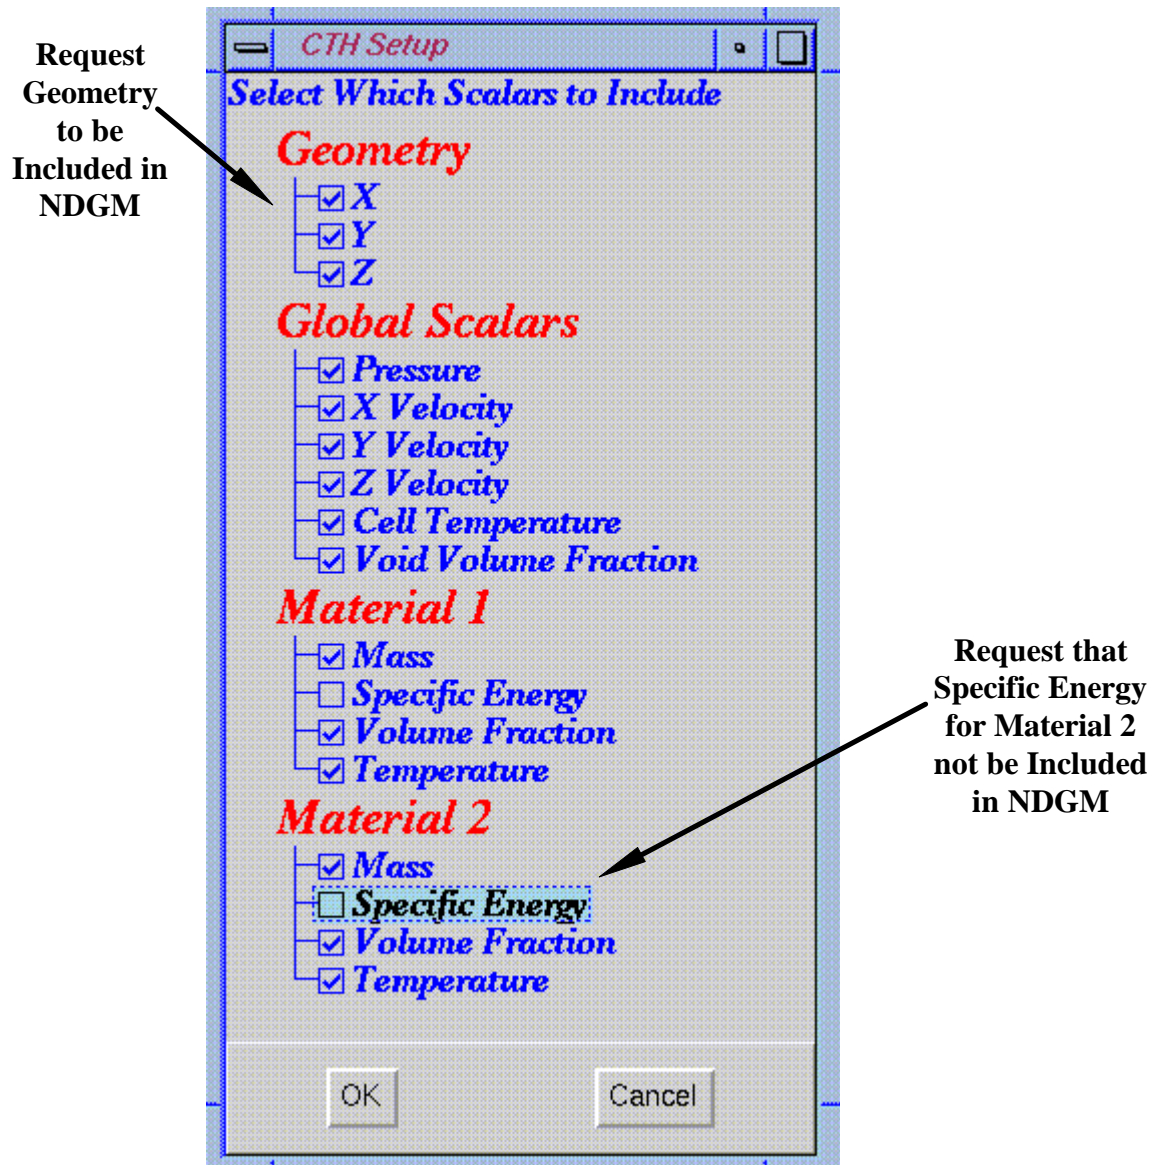 Request
Geometry
to be
Included in
NDGM
CTH Setup
Select Which Scalars to Include
Geometry
X
Y
Z
Global Scalars
Pressure
X Velocity
Y Velocity
Z Velocity
Cell Temperature
Void Volume Fraction
Material 1
Mass
Specific Energy
Volume Fraction
Temperature
Material 2
Mass
Specific Energy
Volume Fraction
Temperature
Request that
Specific Energy
for Material 2
not be Included
in NDGM
OK
Cancel